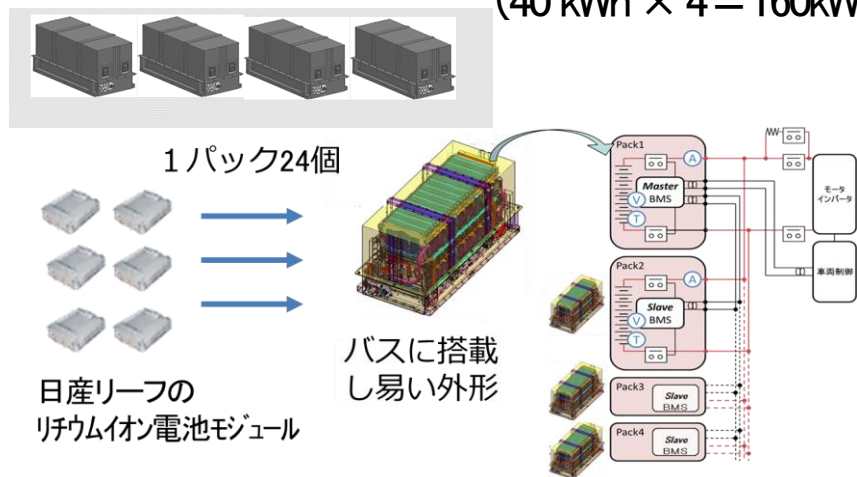 (40 kWh × 4＝160kW
1パック24個
日産リーフの
リチウムイオン電池モジュール
バスに搭載
し易い外形
Pack1
A
Master
BMS
V
T
モータ
インバータ
車両制御
Pack2
A
Slave
BMS
V
T
Pack3
Slave
BMS
Pack4
Slave
BMS